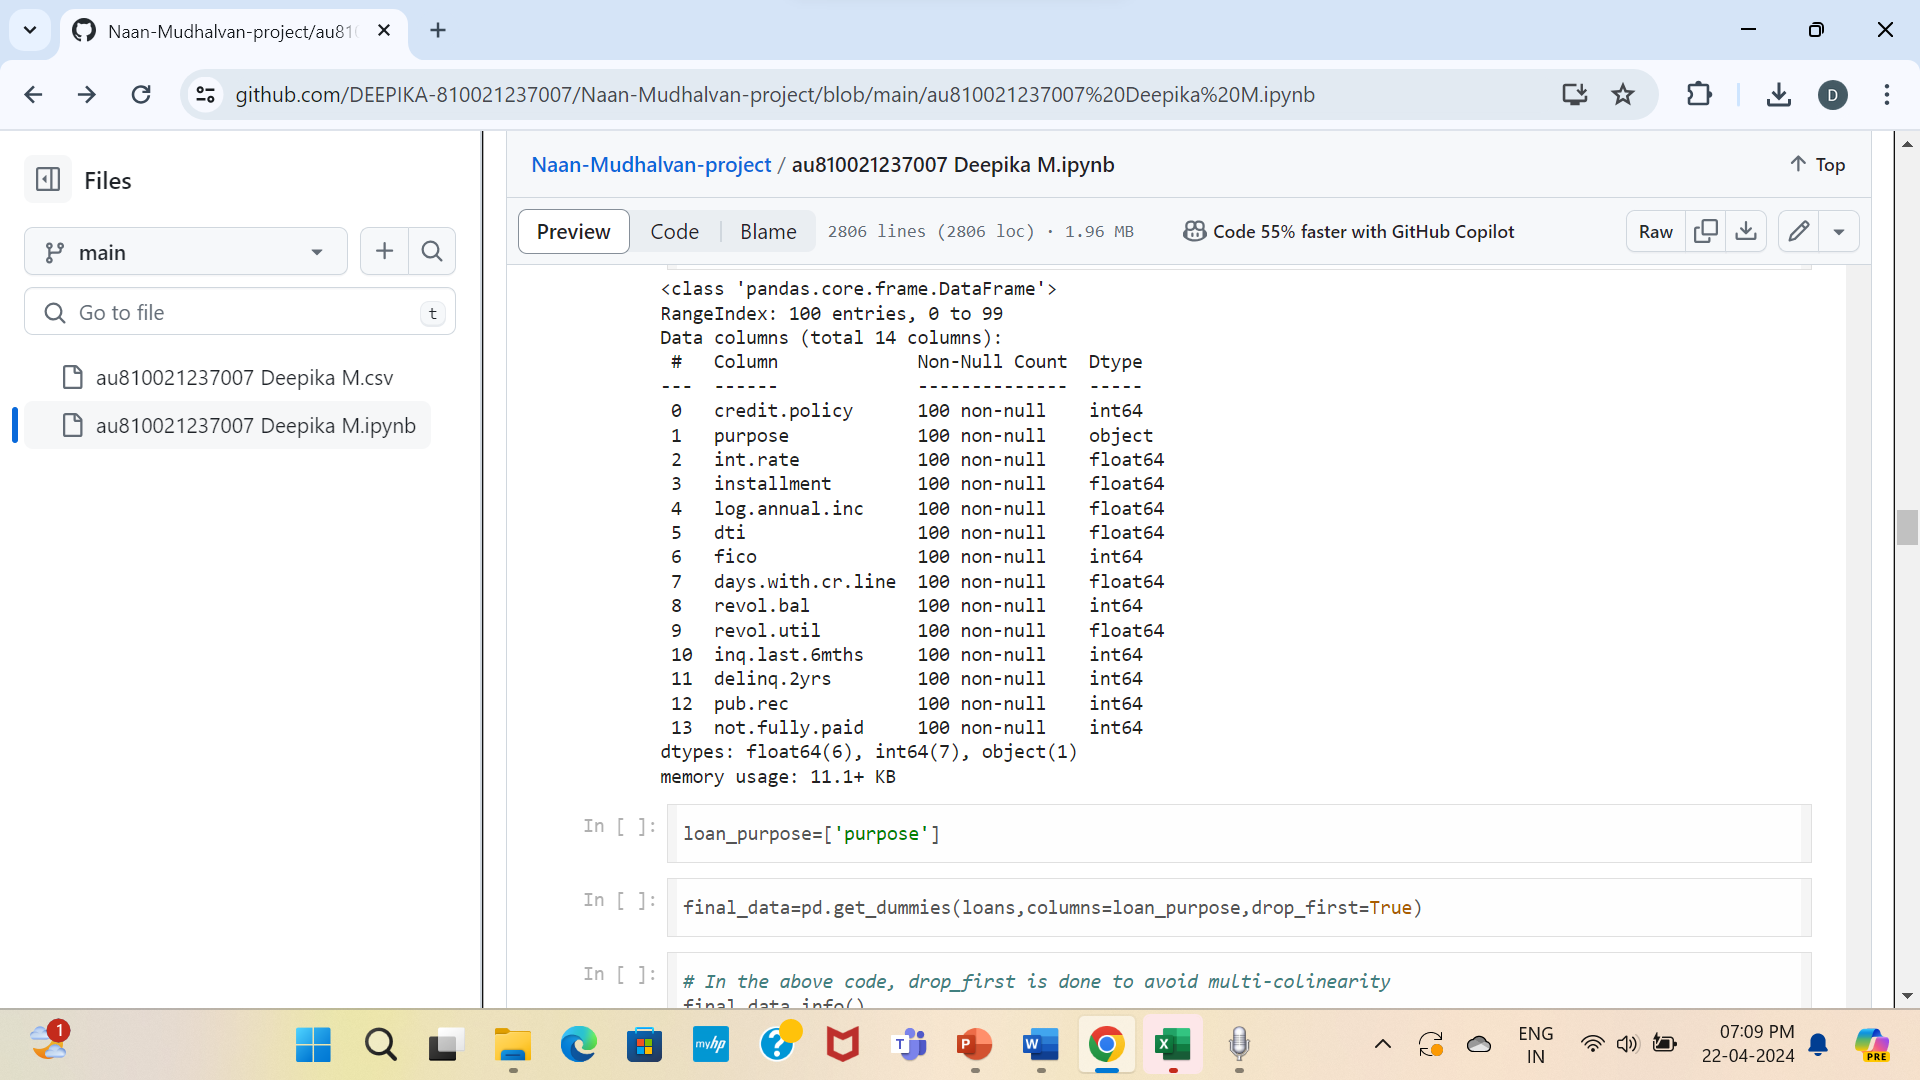 Naan-Mudhalvan-project/au810
github.com/DEEPIKA-810021237007/Naan-Mudhalvan-project/blob/main/au810021237007%20Deepika%20M.ipynb
D
Files
main
Go to file
t
au810021237007 Deepika M.csv
au810021237007 Deepika M.ipynb
Naan-Mudhalvan-project / au810021237007 Deepika M.ipynb
Top
Preview Code Blame 2806 lines (2806 loc) · 1.96 MB Code 55% faster with GitHub Copilot Raw
<class 'pandas.core.frame.DataFrame'>
RangeIndex: 100 entries, 0 to 99
Data columns (total 14 columns):
# Column Non-Null Count Dtype
--- ------ -------------- -----
0 credit.policy 100 non-null int64
1 purpose 100 non-null object
2 int.rate 100 non-null float64
3 installment 100 non-null float64
4 log.annual.inc 100 non-null float64
5 dti 100 non-null float64
6 fico 100 non-null int64
7 days.with.cr.line 100 non-null float64
8 revol.bal 100 non-null int64
9 revol.util 100 non-null float64
10 inq.last.6mths 100 non-null int64
11 delinq.2yrs 100 non-null int64
12 pub.rec 100 non-null int64
13 not.fully.paid 100 non-null int64
dtypes: float64(6), int64(7), object(1)
memory usage: 11.1+ KB
In [ ]: loan_purpose=['purpose']
In [ ]: final_data=pd.get_dummies(loans,columns=loan_purpose,drop_first=True)
In [ ]: # In the above code, drop_first is done to avoid multi-colinearity
final_data.info()
1
myhp
?
T
P
W
X
ENG
IN
07:09 PM
22-04-2024
PRE